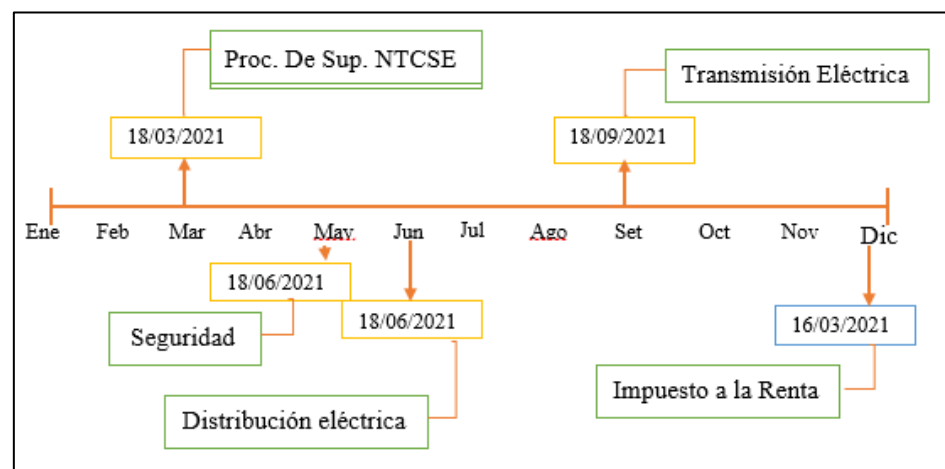 Proc. De Sup. NTCSE
Transmisión Eléctrica
18/03/2021
18/09/2021
Ene Feb Mar Abr May Jun Jul Ago Set Oct Nov Dic
18/06/2021
18/06/2021
16/03/2021
Seguridad
Impuesto a la Renta
Distribución eléctrica